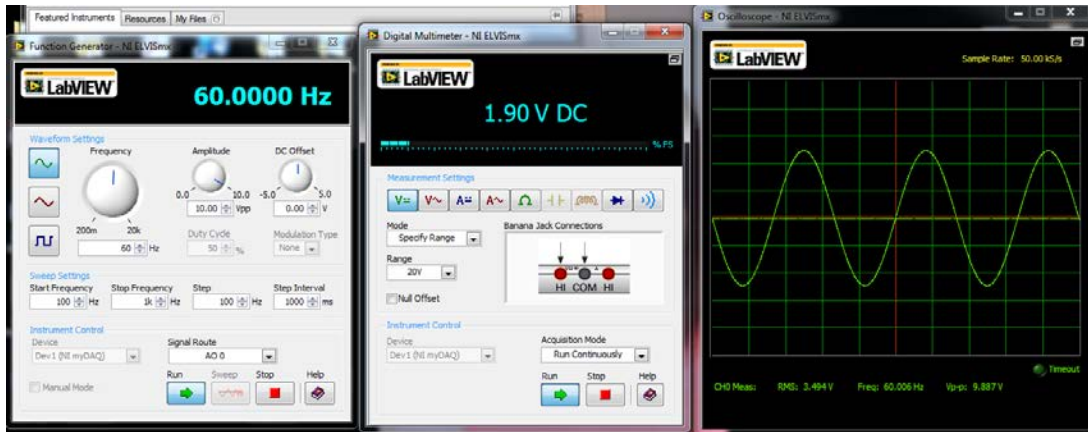 Featured Instruments Resources My Files
Function Generator - NI ELVISmx
LabVIEW
60.0000 Hz
Waveform Settings
Frequency
Amplitude
DC Offset
0.0 10.0
-5.0 5.0
10.00 Vpp
0.00 V
200m 20k
60 Hz
Duty Cycle
50 %
Modulation Type
None
Sweep Settings
Start Frequency Stop Frequency Step Step Interval
100 Hz 1k Hz 100 Hz 1000 ms
Instrument Control
Device
Dev1 (NI myDAQ)
Signal Route
AO 0
Manual Mode
Run Sweep Stop Help
Digital Multimeter - NI ELVISmx
LabVIEW
1.90 V DC
% FS
Measurement Settings
V= V~ A= A~ Ω
Mode
Specify Range
Banana Jack Connections
Range
20V
HI COM HI
Null Offset
Instrument Control
Device
Dev1 (NI myDAQ)
Acquisition Mode
Run Continuously
Run Stop Help
Oscilloscope - NI ELVISmx
LabVIEW
Sample Rate: 50.00 kS/s
Timeout
CH0 Meas: RMS: 3.494 V Freq: 60.006 Hz Vp-p: 9.887 V